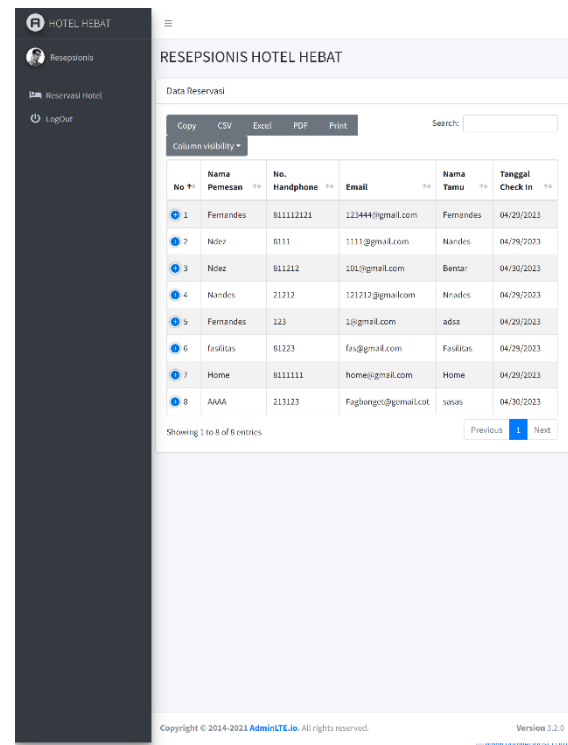 HOTEL HEBAT
Resepsionis
Reservasi Hotel
LogOut
RESEPSIONIS HOTEL HEBAT
Data Reservasi
Copy CSV Excel PDF Print
Column visibility
Search:
No Nama Pemesan No. Handphone Email Nama Tamu Tanggal Check In
1 Fernandes 811112121 123444@gmail.com Fernandes 04/29/2023
2 Ndez 8111 1111@gmail.com Nandes 04/29/2023
3 Ndez 811212 101@gmail.com Bentar 04/30/2023
4 Nandes 21212 121212@gmailcom Nnades 04/29/2023
5 Fernandes 123 1@gmail.com adsa 04/29/2023
6 fasilitas 81223 fas@gmail.com Fasilitas 04/29/2023
7 Home 8111111 home@gmail.com Home 04/29/2023
8 AAAA 213123 Fagbanget@gemail.cot sasas 04/30/2023
Showing 1 to 8 of 8 entries
Previous 1 Next
Copyright © 2014-2021 AdminLTE.io. All rights reserved.
Version 3.2.0